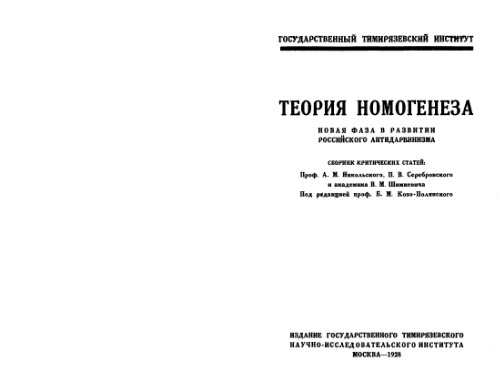 ГОСУДАРСТВЕННЫЙ ТИМИРЯЗЕВСКИЙ ИНСТИТУТ
ТЕОРИЯ НОМОГЕНЕЗА
НОВАЯ ФАЗА В РАЗВИТИИ
РОССИЙСКОГО АНТИДАРВИНИЗМА
СБОРНИК КРИТИЧЕСКИХ СТАТЕЙ:
Проф. А. М. Никольского, П. В. Серебровского
и академика В. М. Шимкевича
Под редакцией проф. Б. М. Козо-Полянского
ИЗДАНИЕ ГОСУДАРСТВЕННОГО ТИМИРЯЗЕВСКОГО
НАУЧНО-ИССЛЕДОВАТЕЛЬСКОГО ИНСТИТУТА
МОСКВА—1928